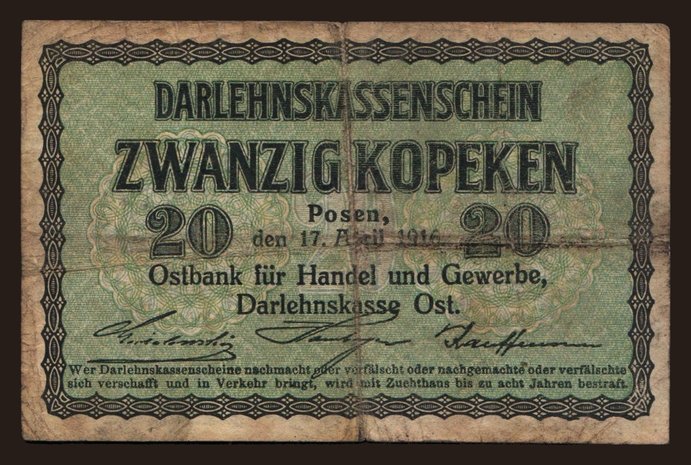 DARLEHNSKASSENSCHEIN
ZWANZIG KOPEKEN
20 Posen, 20
den 17. April 1916
Ostbank für Handel und Gewerbe,
Darlehnskasse Ost.
Wer Darlehnskassenscheine nachmacht oder verfälscht oder nachgemachte oder verfälschte
sich verschafft und in Verkehr bringt, wird mit Zuchthaus bis zu acht Jahren bestraft.